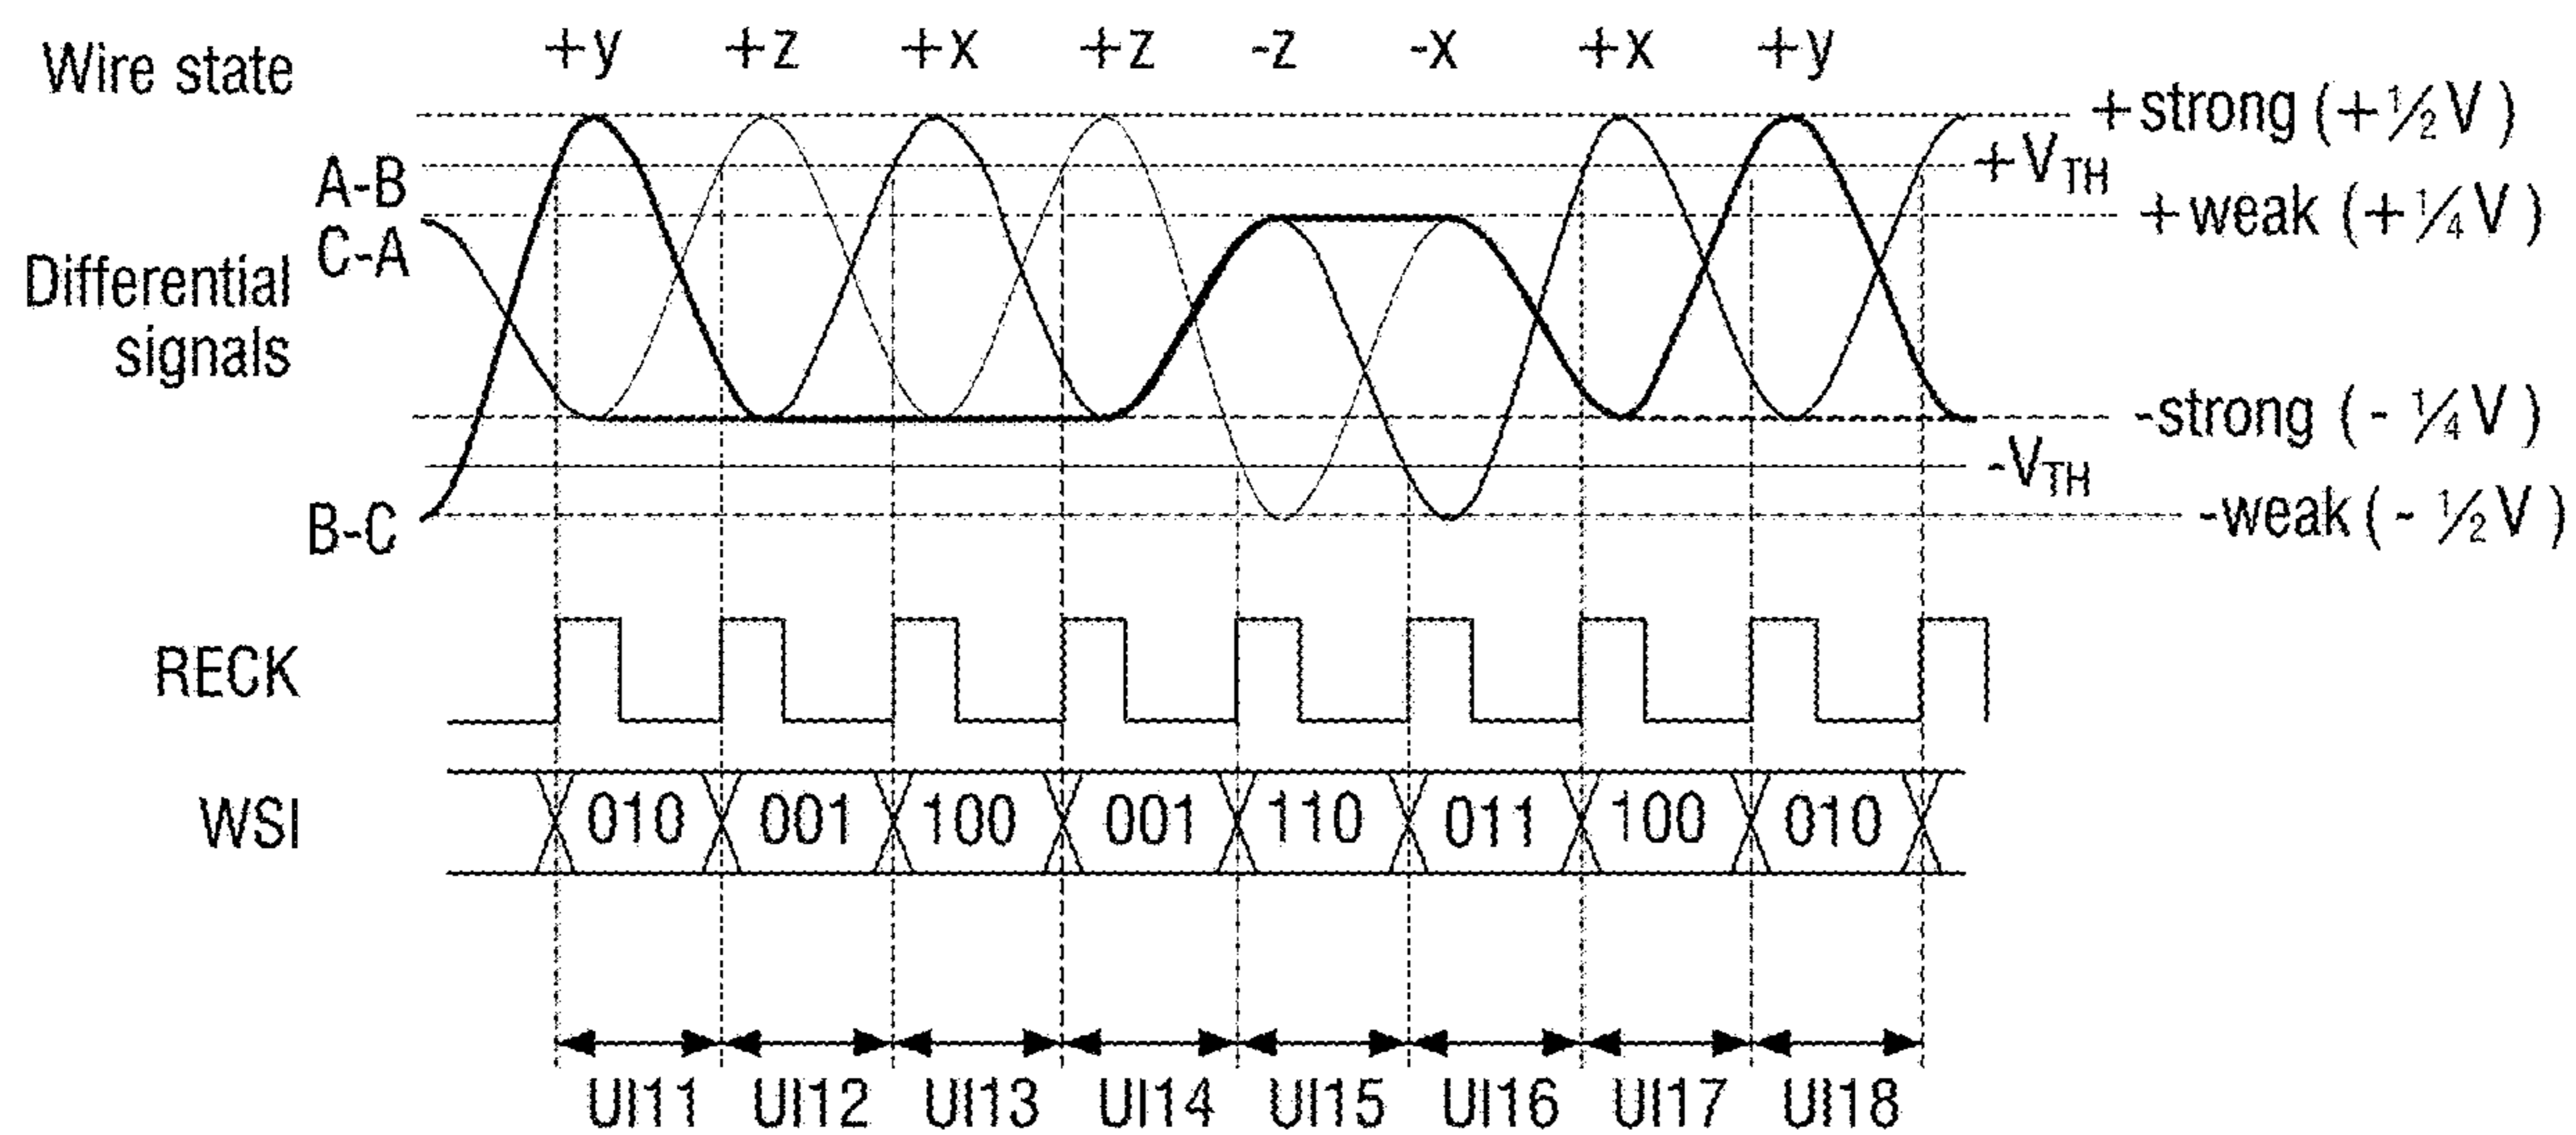 Wire state +y +z +x +z -z -x +x +y
+strong (+½V)
A-B +VTH
C-A +weak (+¼V)
Differential
signals
-strong (- ¼V)
-VTH
B-C -weak (- ½V)
RECK
WSI 010 001 100 001 110 011 100 010
UI11 UI12 UI13 UI14 UI15 UI16 UI17 UI18